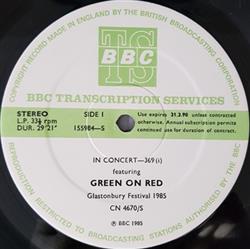 COPYRIGHT RECORD MADE IN ENGLAND BY THE BRITISH BROADCASTING CORPORATION
TS
BBC
BBC TRANSCRIPTION SERVICES
STEREO
L.P. 33⅓ rpm
DUR. 29'21"
SIDE 1
155984—S
Use expires 31.3.90 unless contracted
otherwise. Annual subscription permits
continued use for duration of contract.
IN CONCERT—369 (i)
featuring
GREEN ON RED
Glastonbury Festival 1985
CN 4670/S
℗ BBC 1985
REPRODUCTION RESTRICTED TO BROADCASTING STATIONS AUTHORISED BY THE BBC